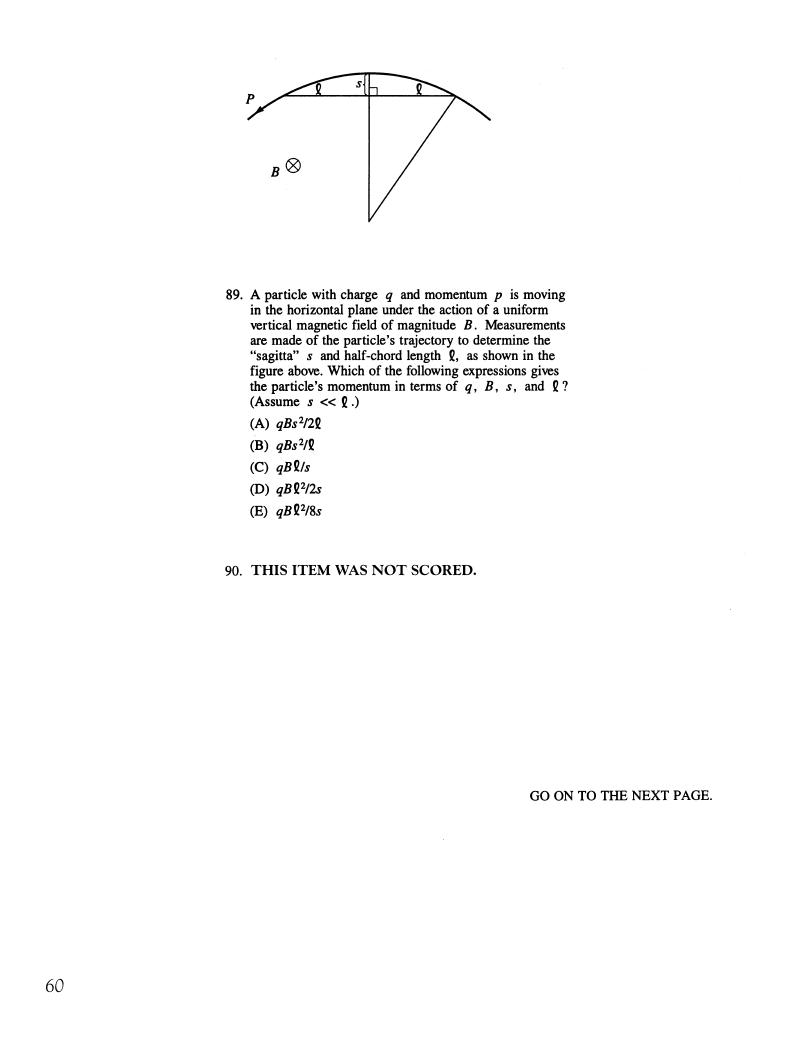 s
ℓ
ℓ
P
B
89. A particle with charge q and momentum p is moving
in the horizontal plane under the action of a uniform
vertical magnetic field of magnitude B. Measurements
are made of the particle's trajectory to determine the
"sagitta" s and half-chord length ℓ, as shown in the
figure above. Which of the following expressions gives
the particle's momentum in terms of q, B, s, and ℓ?
(Assume s << ℓ.)
(A) qBs²/2ℓ
(B) qBs²/ℓ
(C) qBℓ/s
(D) qBℓ²/2s
(E) qBℓ²/8s
90. THIS ITEM WAS NOT SCORED.
GO ON TO THE NEXT PAGE.
60